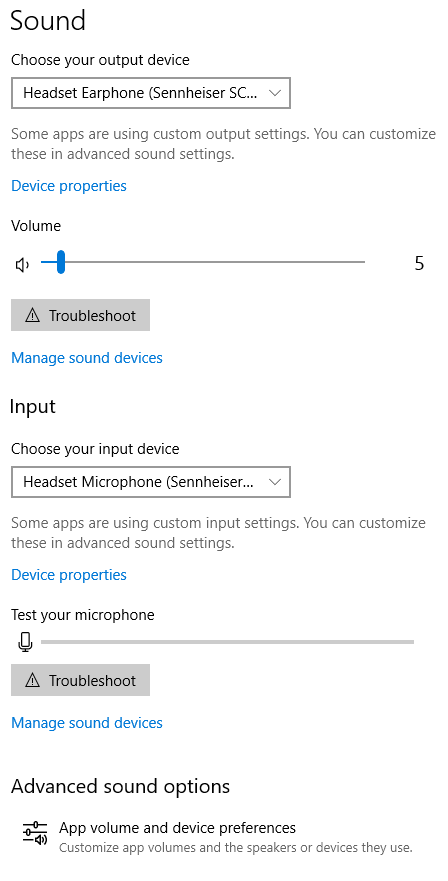 Sound
Choose your output device
Headset Earphone (Sennheiser SC...
Some apps are using custom output settings. You can customize
these in advanced sound settings.
Device properties
Volume
5
Troubleshoot
Manage sound devices
Input
Choose your input device
Headset Microphone (Sennheiser...
Some apps are using custom input settings. You can customize
these in advanced sound settings.
Device properties
Test your microphone
Troubleshoot
Manage sound devices
Advanced sound options
App volume and device preferences
Customize app volumes and the speakers or devices they use.